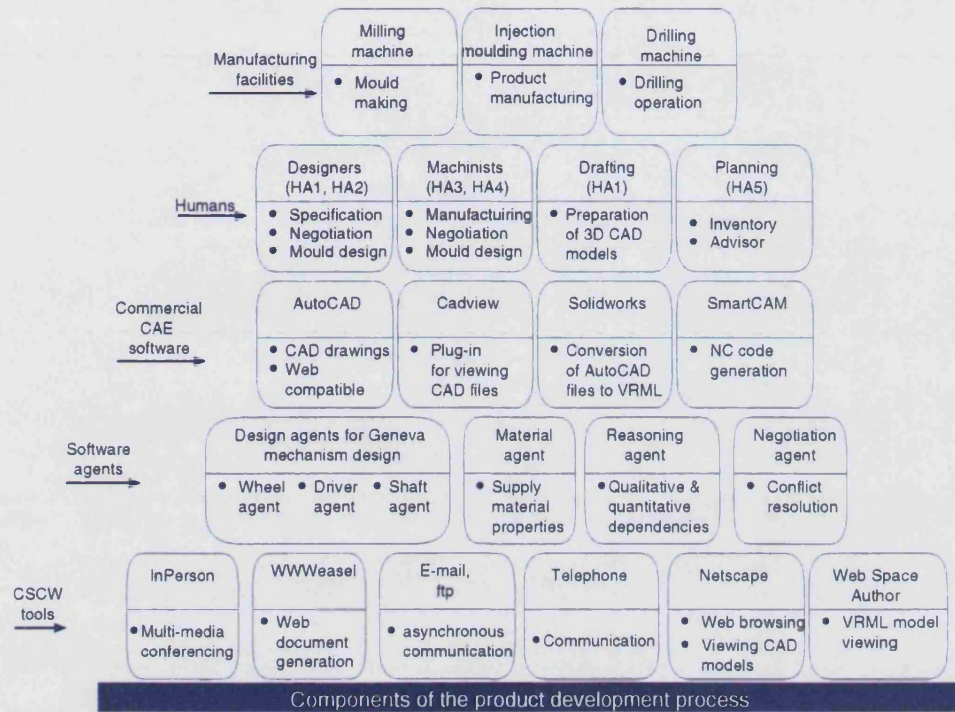 Manufacturing
facilities
Milling
machine
• Mould
making
Injection
moulding machine
• Product
manufacturing
Drilling
machine
• Drilling
operation
Humans
Designers
(HA1, HA2)
• Specification
• Negotiation
• Mould design
Machinists
(HA3, HA4)
• Manufactuiring
• Negotiation
• Mould design
Drafting
(HA1)
• Preparation
of 3D CAD
models
Planning
(HA5)
• Inventory
• Advisor
Commercial
CAE
software
AutoCAD
• CAD drawings
• Web
compatible
Cadview
• Plug-in
for viewing
CAD files
Solidworks
• Conversion
of AutoCAD
files to VRML
SmartCAM
• NC code
generation
Software
agents
Design agents for Geneva
mechanism design
• Wheel
agent
• Driver
agent
• Shaft
agent
Material
agent
• Supply
material
properties
Reasoning
agent
• Qualitative &
quantitative
dependencies
Negotiation
agent
• Conflict
resolution
CSCW
tools
InPerson
• Multi-media
conferencing
WWWeasel
• Web
document
generation
E-mail,
ftp
• asynchronous
communication
Telephone
• Communication
Netscape
• Web browsing
• Viewing CAD
models
Web Space
Author
• VRML model
viewing
Components of the product development process